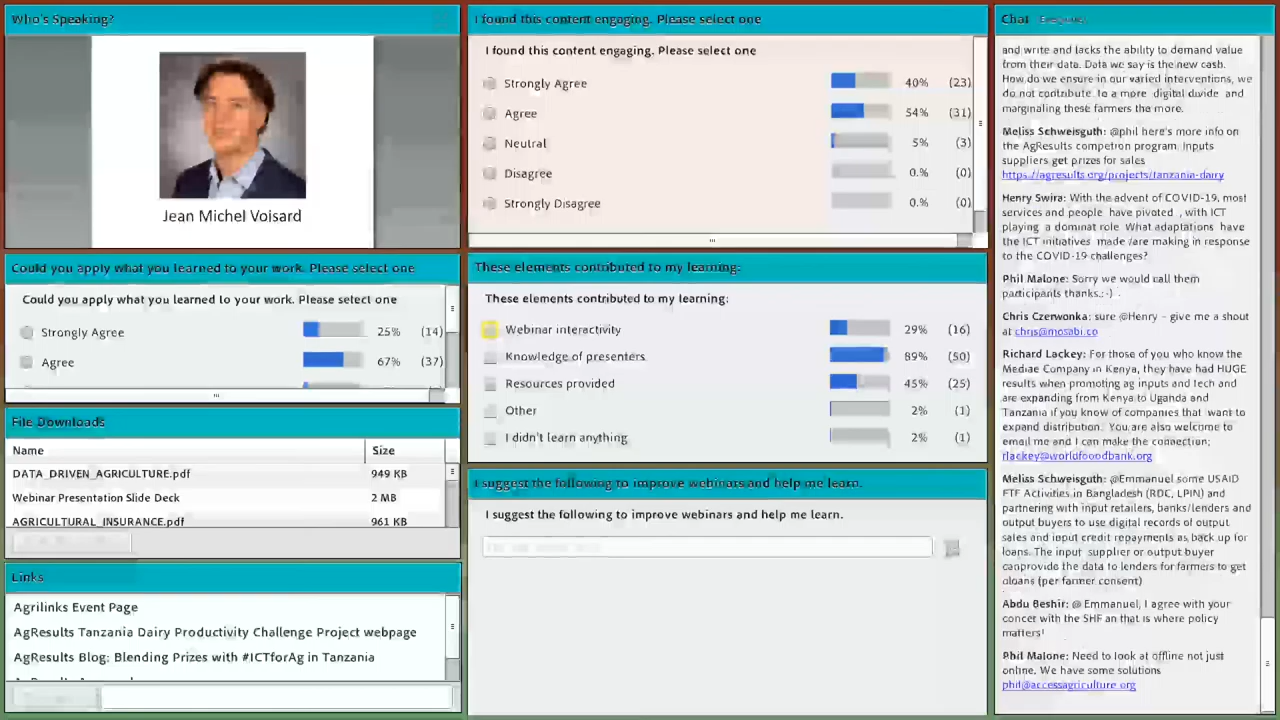 Who's Speaking?
Jean Michel Voisard
Could you apply what you learned to your work. Please select one
Could you apply what you learned to your work. Please select one
Strongly Agree 25% (14)
Agree 67% (37)
File Downloads
Name Size
DATA_DRIVEN_AGRICULTURE.pdf 949 KB
Webinar Presentation Slide Deck 2 MB
AGRICULTURAL_INSURANCE.pdf 961 KB
Links
Agrilinks Event Page
AgResults Tanzania Dairy Productivity Challenge Project webpage
AgResults Blog: Blending Prizes with #ICTforAg in Tanzania
I found this content engaging. Please select one
I found this content engaging. Please select one
Strongly Agree 40% (23)
Agree 54% (31)
Neutral 5% (3)
Disagree 0.% (0)
Strongly Disagree 0.% (0)
These elements contributed to my learning:
These elements contributed to my learning:
Webinar interactivity 29% (16)
Knowledge of presenters 89% (50)
Resources provided 45% (25)
Other 2% (1)
I didn't learn anything 2% (1)
I suggest the following to improve webinars and help me learn.
I suggest the following to improve webinars and help me learn.
Chat (Everyone)
and write and lacks the ability to demand value
from their data. Data we say is the new cash.
How do we ensure in our varied interventions, we
do not contribute to a more digital divide and
marginaling these farmers the more.
Meliss Schweisguth: @phil here's more info on
the AgResults competion program. Inputs
suppliers get prizes for sales
https://agresults.org/projects/tanzania-dairy
Henry Swira: With the advent of COVID-19, most
services and people have pivoted , with ICT
playing a dominat role. What adaptations have
the ICT initiatives made /are making in response
to the COVID-19 challenges?
Phil Malone: Sorry we would call them
participants thanks.:-)
Chris Czerwonka: sure @Henry - give me a shout
at chris@mosabi.co
Richard Lackey: For those of you who know the
Mediae Company in Kenya, they have had HUGE
results when promoting ag inputs and tech and
are expanding from Kenya to Uganda and
Tanzania if you know of companies that want to
expand distribution. You are also welcome to
email me and I can make the connection;
rlackey@worldfooodbank.org
Meliss Schweisguth: @Emmanuel some USAID
FTF Activities in Bangladesh (RDC, LPIN) and
partnering with input retailers, banks/lenders and
output buyers to use digital records of output
sales and input credit repayments as back up for
loans. The input supplier or output buyer
canprovide the data to lenders for farmers to get
oloans (per farmer consent)
Abdu Beshir: @ Emmanuel, I agree with your
concer with the SHF an that is where policy
matters!
Phil Malone: Need to look at offline not just
online. We have some solutions
phil@accessagriculture.org